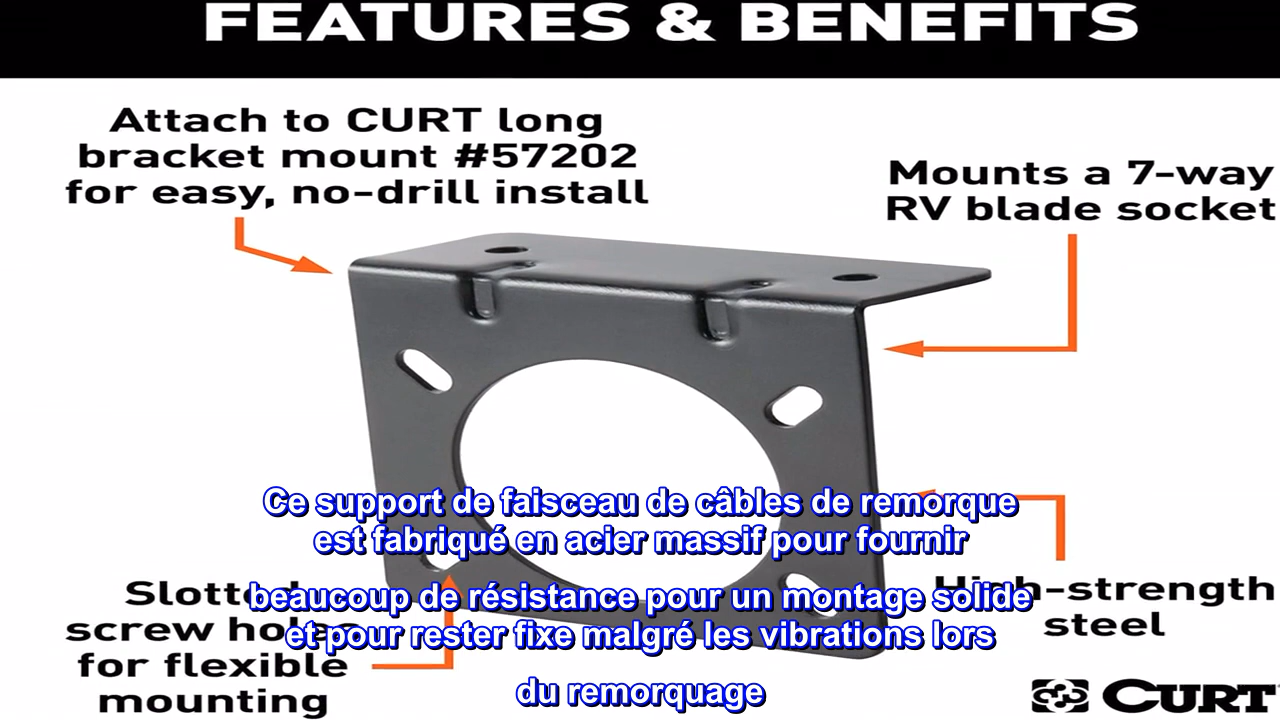 FEATURES & BENEFITS
Attach to CURT long
bracket mount #57202
for easy, no-drill install
Mounts a 7-way
RV blade socket
Ce support de faisceau de câbles de remorque
est fabriqué en acier massif pour fournir
beaucoup de résistance pour un montage solide
et pour rester fixe malgré les vibrations lors
du remorquage
Slotted
screw holes
for flexible
mounting
High-strength
steel
CURT